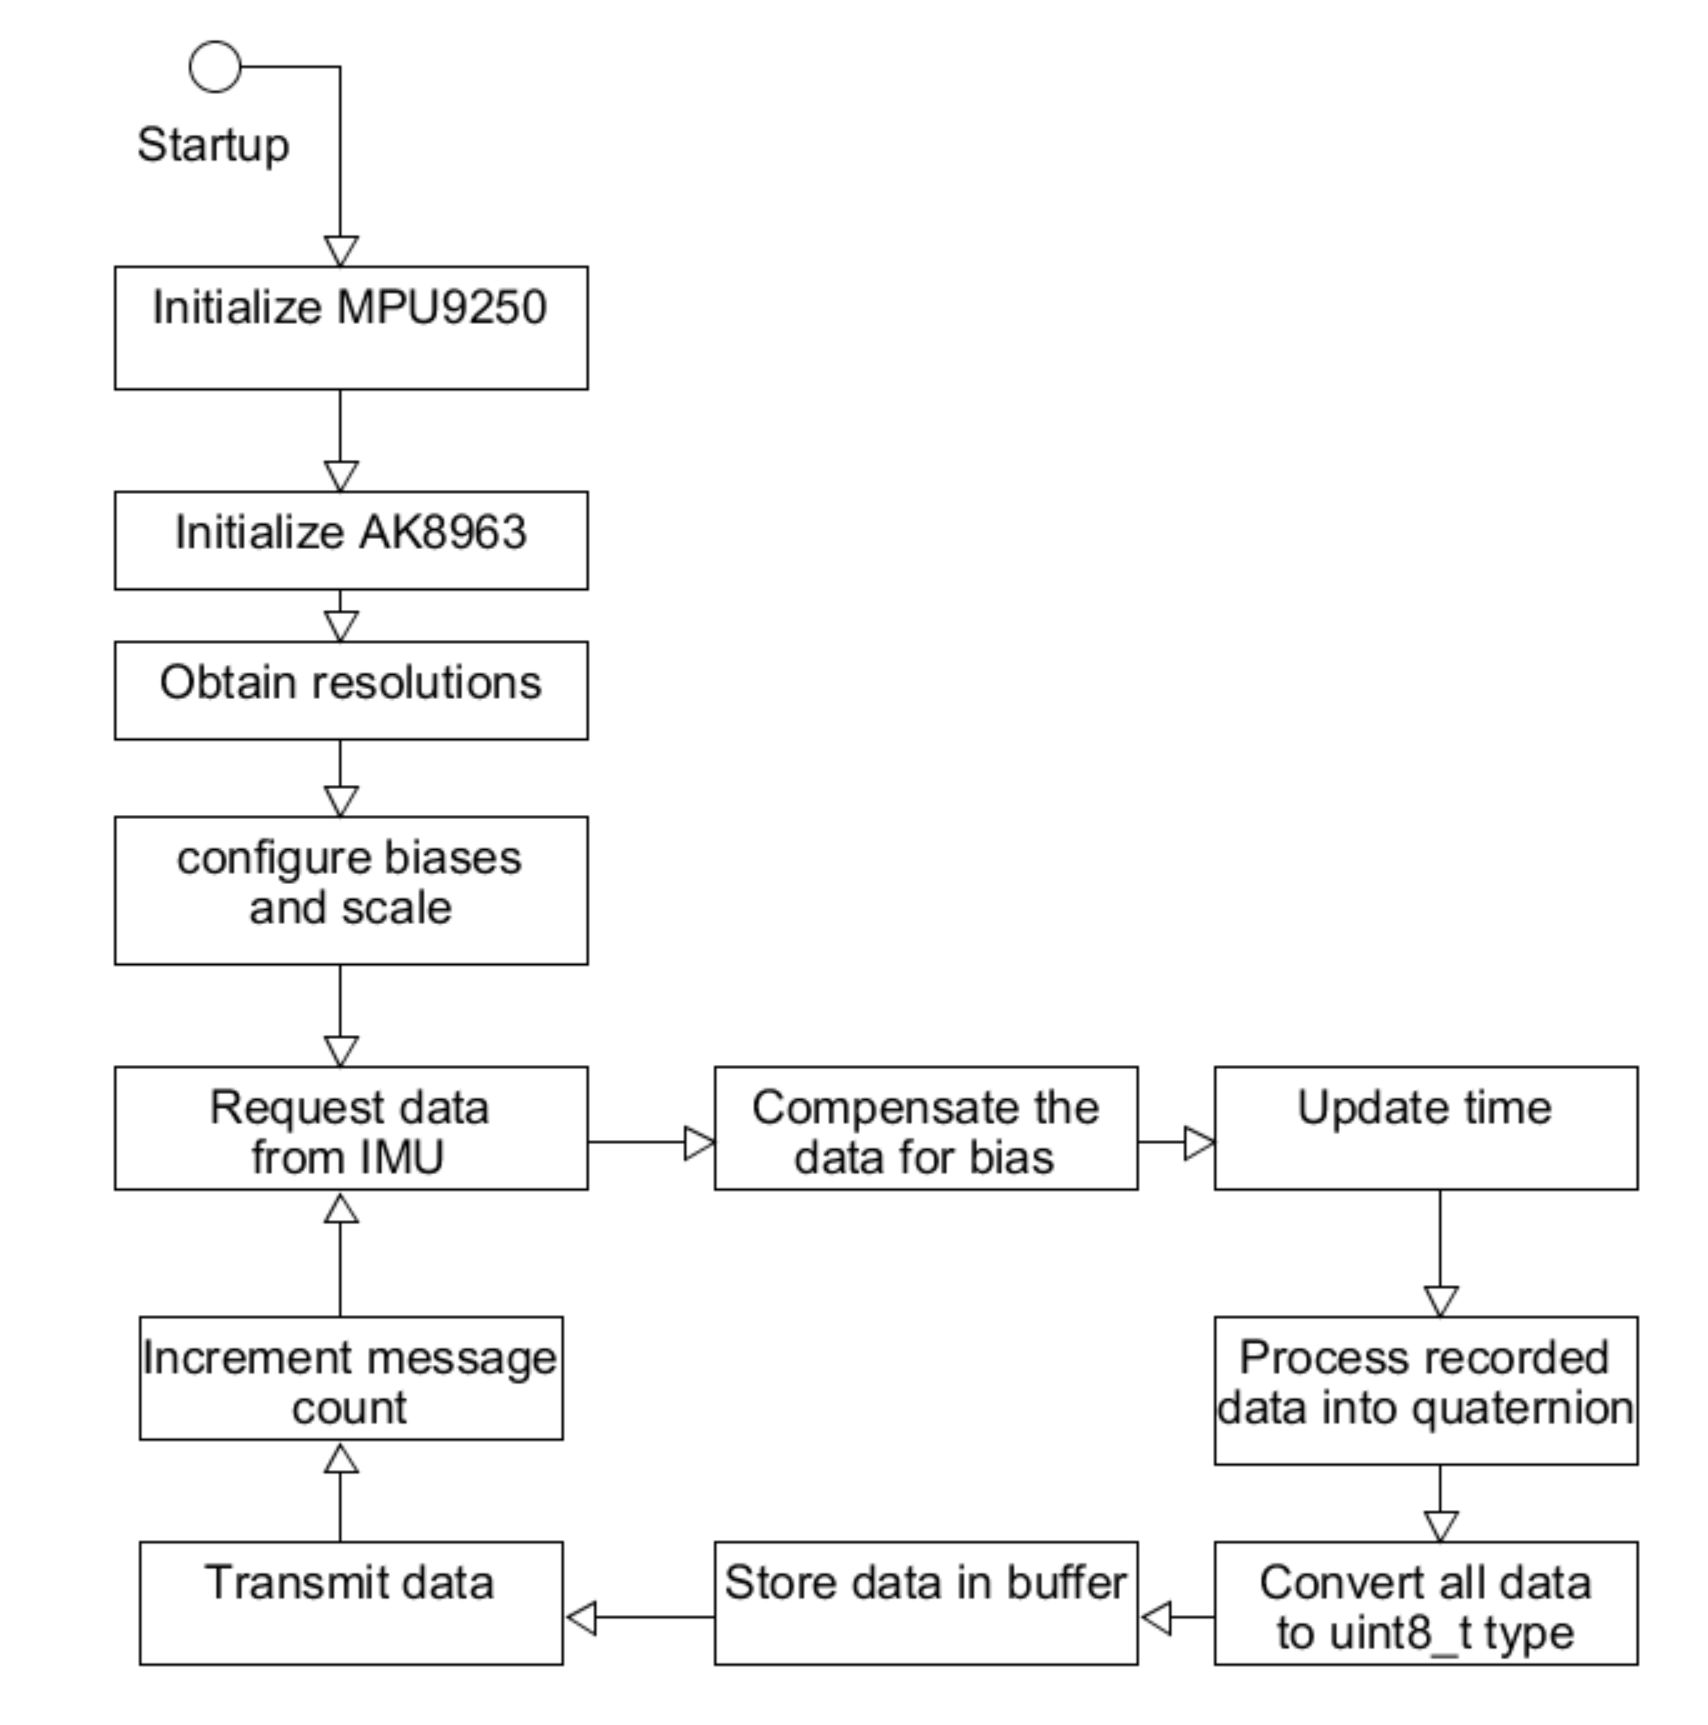 Startup
Initialize MPU9250
Initialize AK8963
Obtain resolutions
configure biases
and scale
Request data
from IMU
Compensate the
data for bias
Update time
Process recorded
data into quaternion
Convert all data
to uint8_t type
Store data in buffer
Transmit data
Increment message
count